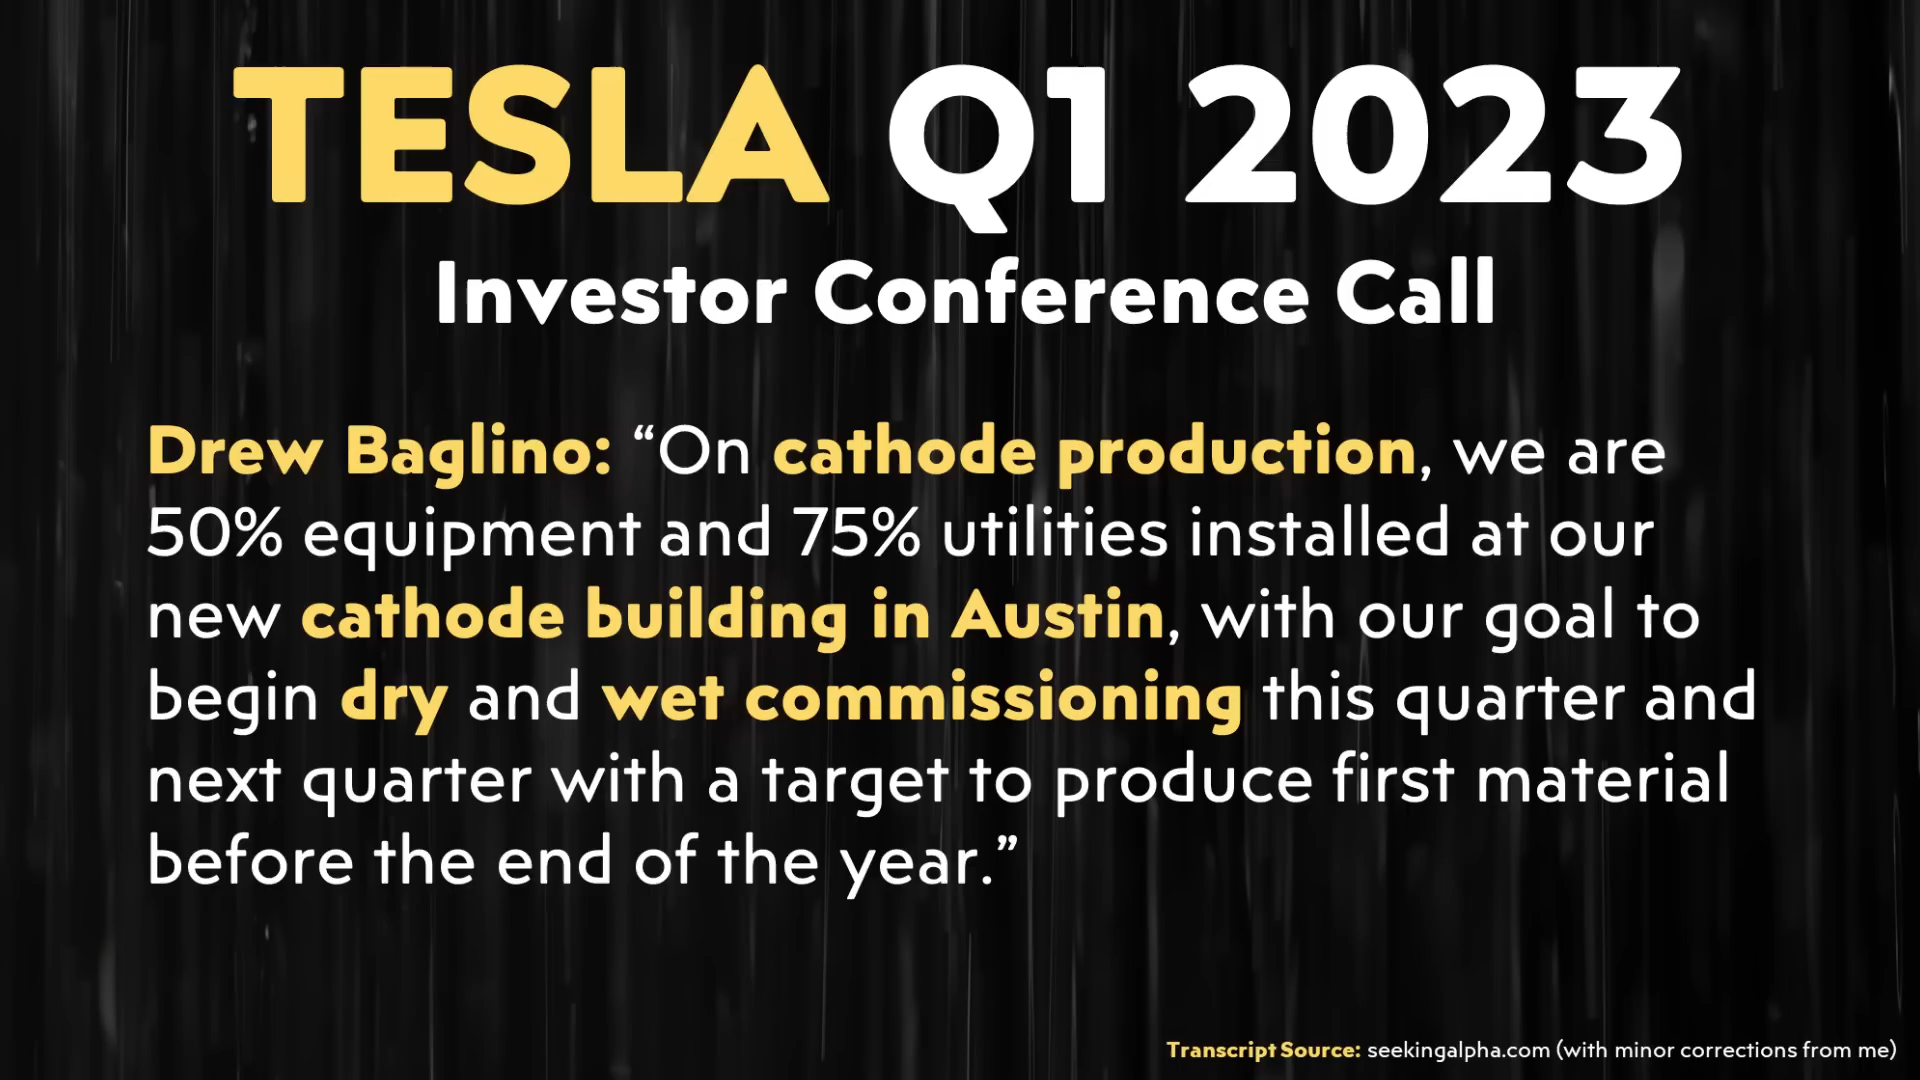 TESLA Q1 2023
Investor Conference Call
Drew Baglino: “On cathode production, we are
50% equipment and 75% utilities installed at our
new cathode building in Austin, with our goal to
begin dry and wet commissioning this quarter and
next quarter with a target to produce first material
before the end of the year.”
Transcript Source: seekingalpha.com (with minor corrections from me)